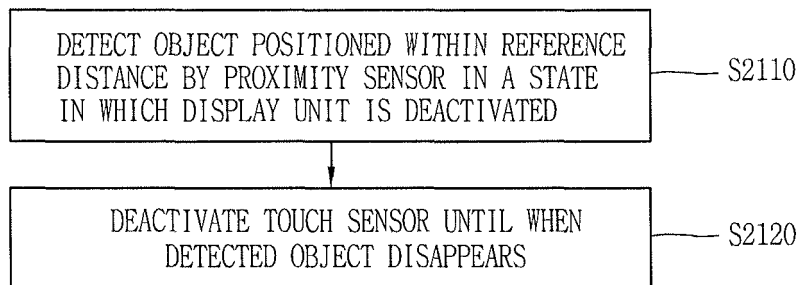 DETECT OBJECT POSITIONED WITHIN REFERENCE
DISTANCE BY PROXIMITY SENSOR IN A STATE
IN WHICH DISPLAY UNIT IS DEACTIVATED
S2110
DEACTIVATE TOUCH SENSOR UNTIL WHEN
DETECTED OBJECT DISAPPEARS
S2120